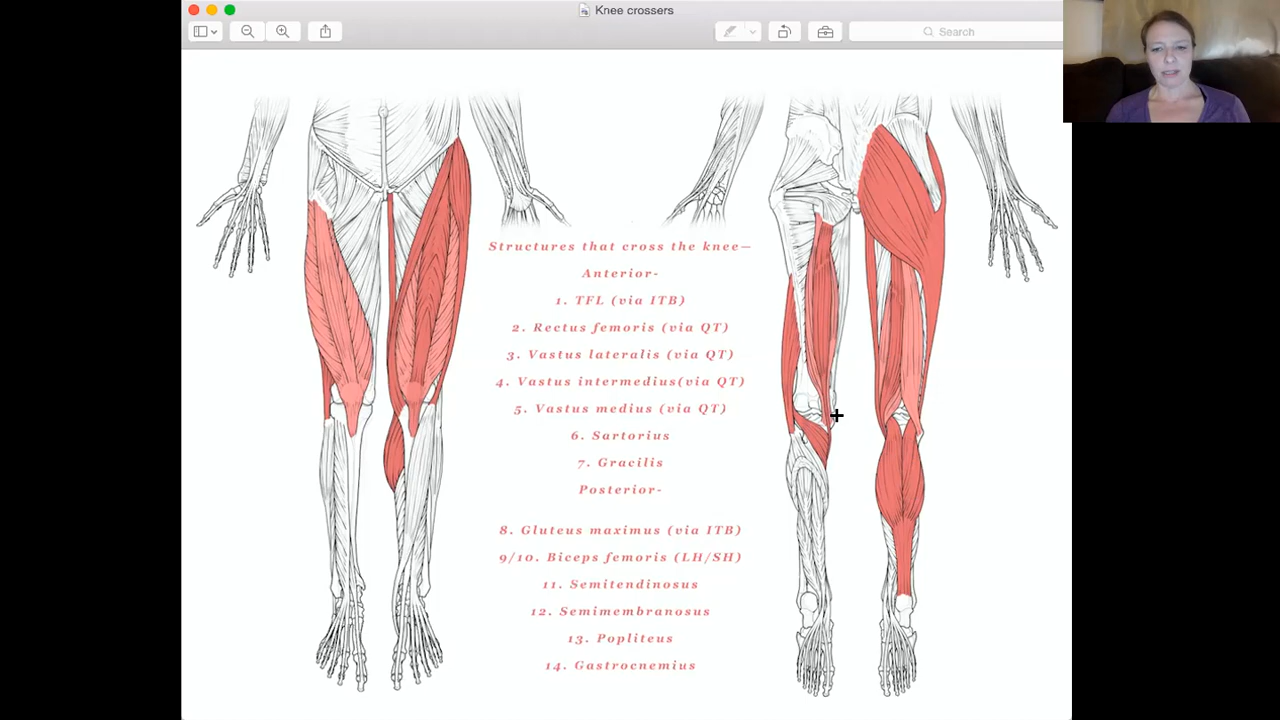 Knee crossers
Search
Structures that cross the knee—
Anterior-
1. TFL (via ITB)
2. Rectus femoris (via QT)
3. Vastus lateralis (via QT)
4. Vastus intermedius(via QT)
5. Vastus medius (via QT)
6. Sartorius
7. Gracilis
Posterior-
8. Gluteus maximus (via ITB)
9/10. Biceps femoris (LH/SH)
11. Semitendinosus
12. Semimembranosus
13. Popliteus
14. Gastrocnemius